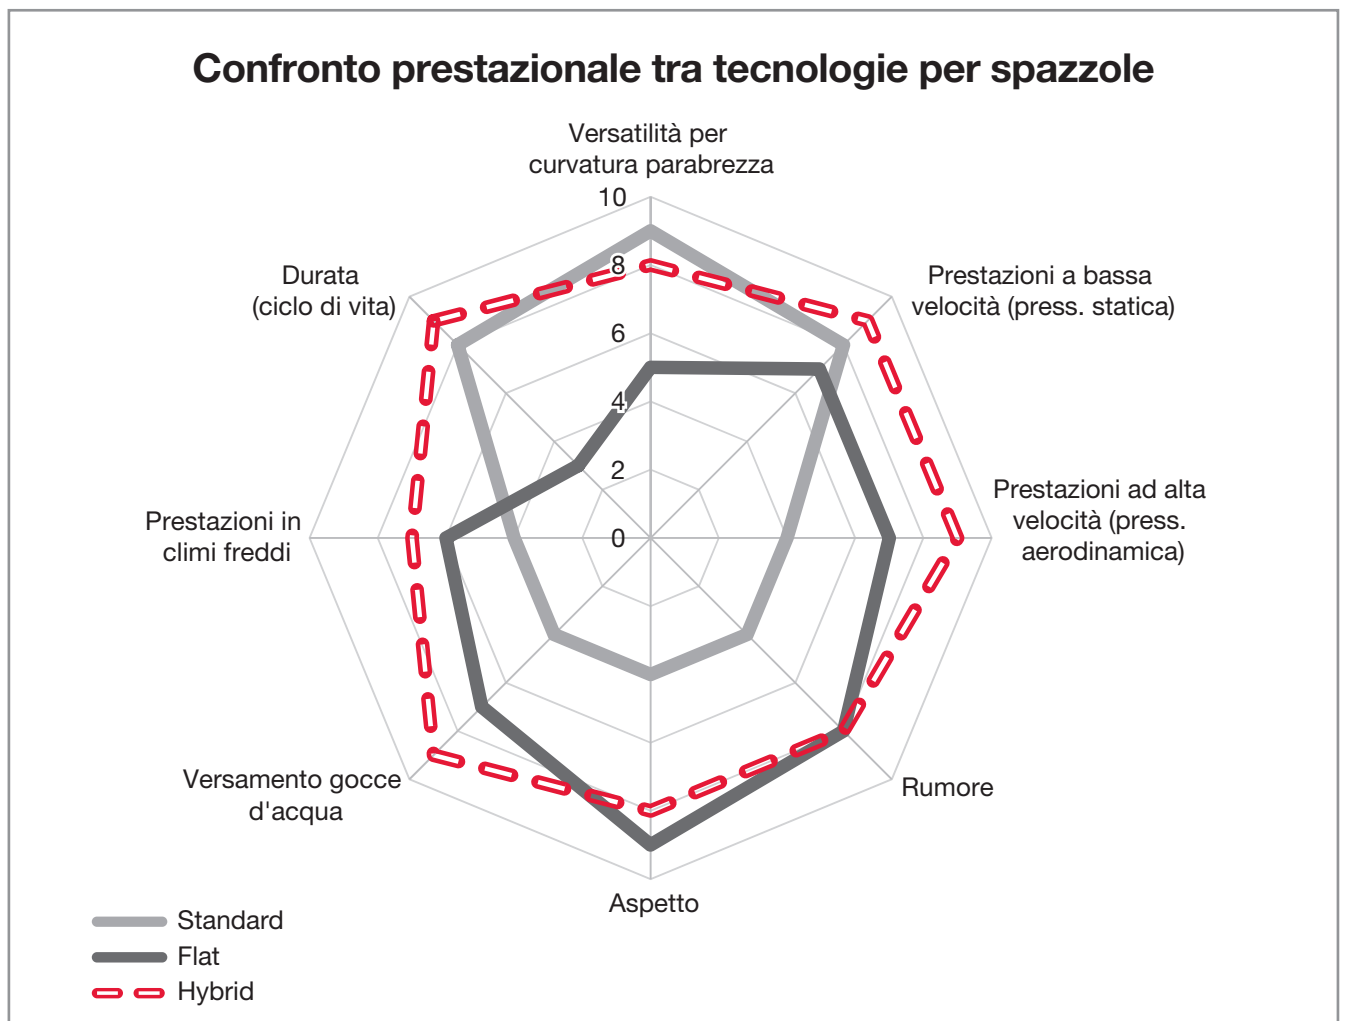 Confronto prestazionale tra tecnologie per spazzole
Versatilità per
curvatura parabrezza
10
8
6
4
2
0
Durata
(ciclo di vita)
Prestazioni a bassa
velocità (press. statica)
Prestazioni in
climi freddi
Prestazioni ad alta
velocità (press.
aerodinamica)
Versamento gocce
d'acqua
Rumore
Aspetto
Standard
Flat
Hybrid